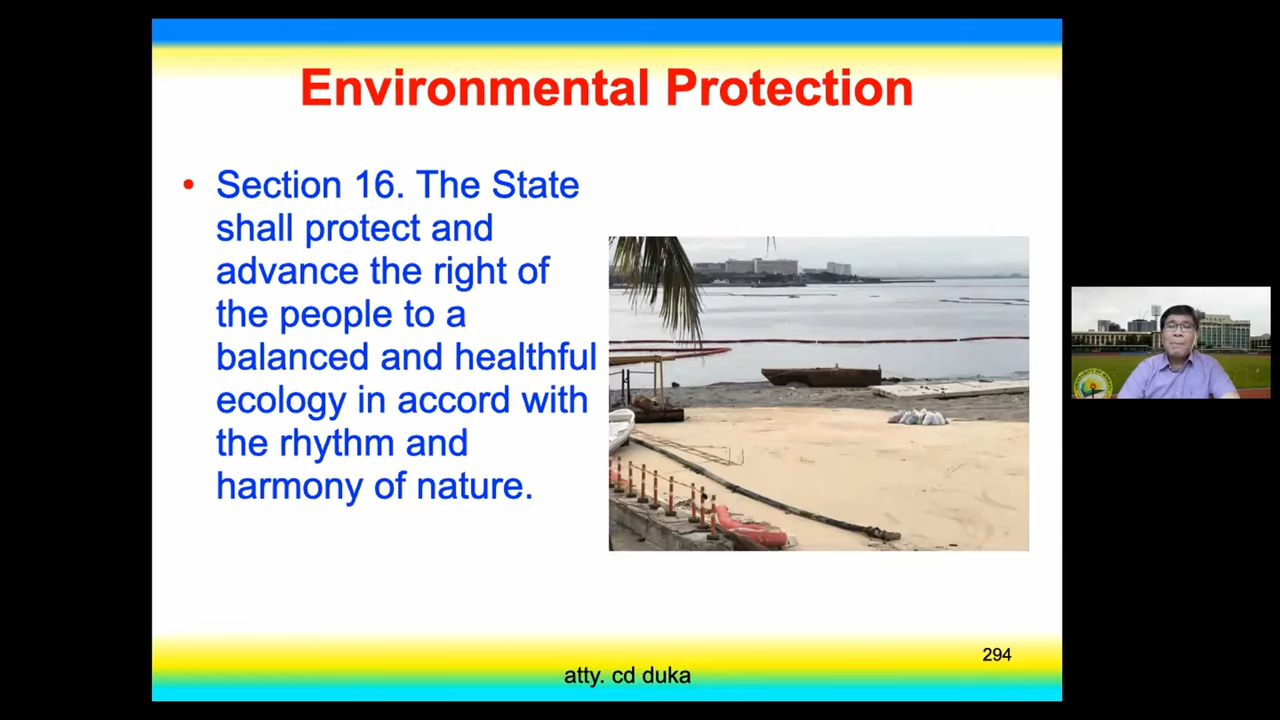 Environmental Protection
• Section 16. The State
shall protect and
advance the right of
the people to a
balanced and healthful
ecology in accord with
the rhythm and
harmony of nature.
294
atty. cd duka